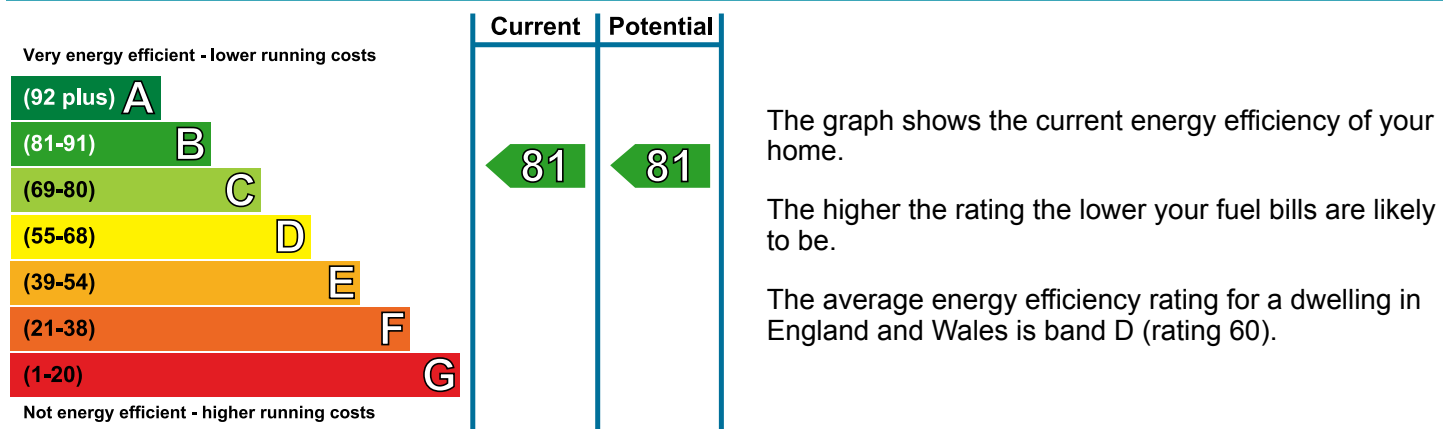 Current Potential
Very energy efficient - lower running costs
(92 plus) A
(81-91) B
81 81
(69-80) C
(55-68) D
(39-54) E
(21-38) F
(1-20) G
Not energy efficient - higher running costs
The graph shows the current energy efficiency of your
home.
The higher the rating the lower your fuel bills are likely
to be.
The average energy efficiency rating for a dwelling in
England and Wales is band D (rating 60).